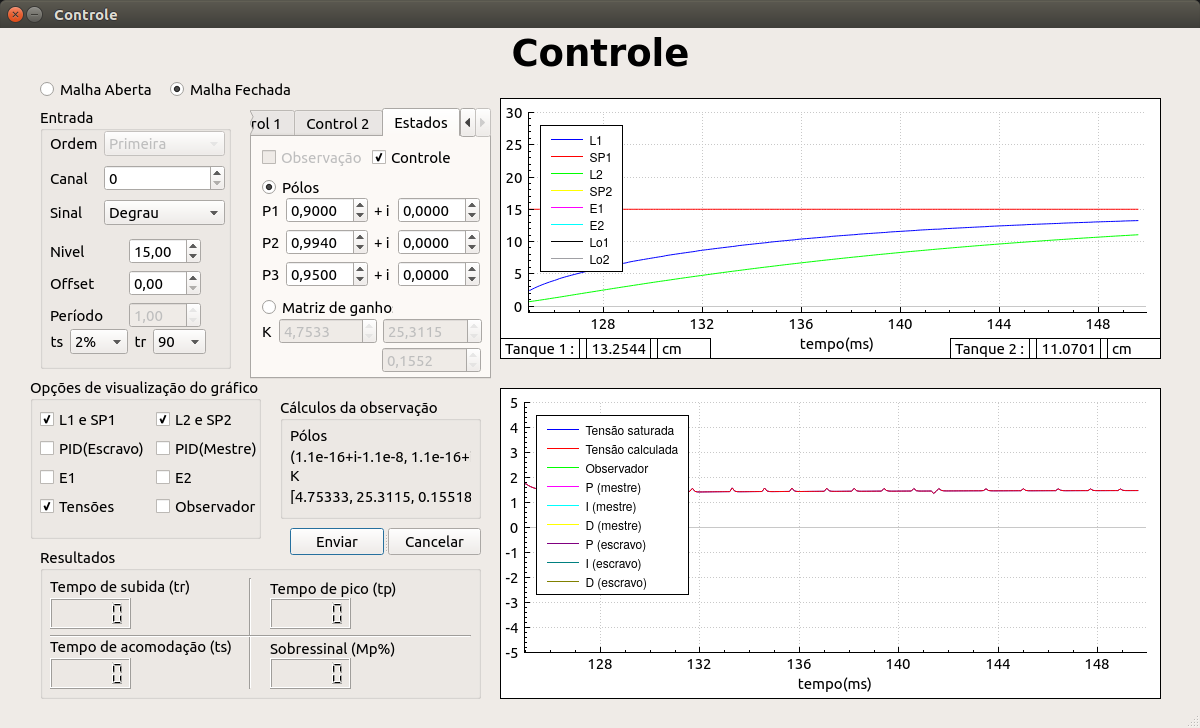 Controle
Controle
Malha Aberta Malha Fechada
Entrada
Ordem Primeira
Canal 0
Sinal Degrau
Nivel 15,00
Offset 0,00
Período 1,00
ts 2% tr 90
rol 1 Control 2 Estados
Observação Controle
Pólos
P1 0,9000 + i 0,0000
P2 0,9940 + i 0,0000
P3 0,9500 + i 0,0000
Matriz de ganho
K 4,7533 25,3115
0,1552
30
25
20
15
10
5
0
L1
SP1
L2
SP2
E1
E2
Lo1
Lo2
128 132 136 140 144 148
tempo(ms)
Tanque 1 : 13.2544 cm
Tanque 2 : 11.0701 cm
Opções de visualização do gráfico
L1 e SP1 L2 e SP2
PID(Escravo) PID(Mestre)
E1 E2
Tensões Observador
Cálculos da observação
Pólos
(1.1e-16+i-1.1e-8, 1.1e-16+
K
[4.75333, 25.3115, 0.15518
Enviar Cancelar
Resultados
Tempo de subida (tr) Tempo de pico (tp)
0 0
Tempo de acomodação (ts) Sobressinal (Mp%)
0 0
5
4
3
2
1
0
-1
-2
-3
-4
-5
Tensão saturada
Tensão calculada
Observador
P (mestre)
I (mestre)
D (mestre)
P (escravo)
I (escravo)
D (escravo)
128 132 136 140 144 148
tempo(ms)